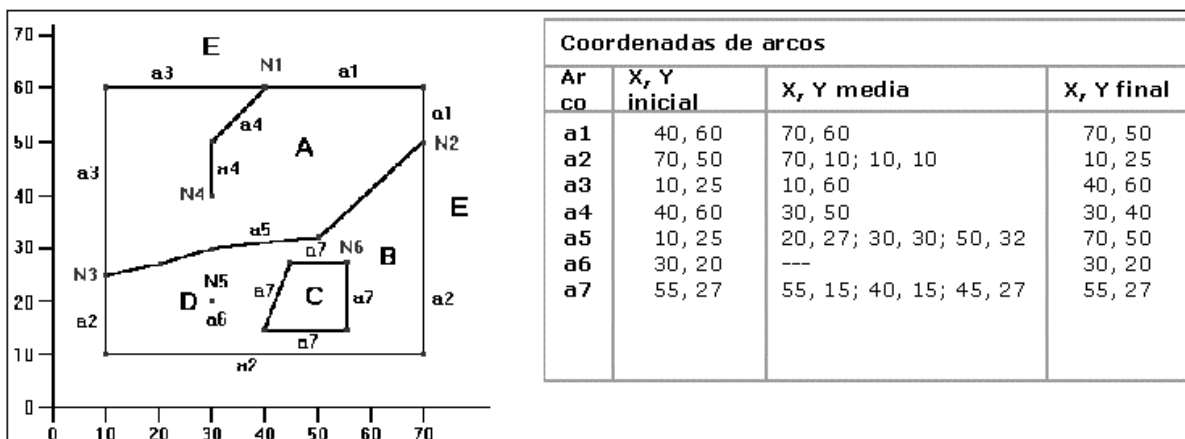 70
E
a3
N1
a1
60
a4
a1
50
A
N2
a3
a4
N4
40
E
a5
30
a7
N6
B
N3
N5
a7
C
a7
20
D
a6
a2
a2
a7
10
a2
0
0 10 20 30 40 50 60 70
Coordenadas de arcos
Ar co X, Y inicial X, Y media X, Y final
a1 40, 60 70, 60 70, 50
a2 70, 50 70, 10; 10, 10 10, 25
a3 10, 25 10, 60 40, 60
a4 40, 60 30, 50 30, 40
a5 10, 25 20, 27; 30, 30; 50, 32 70, 50
a6 30, 20 --- 30, 20
a7 55, 27 55, 15; 40, 15; 45, 27 55, 27